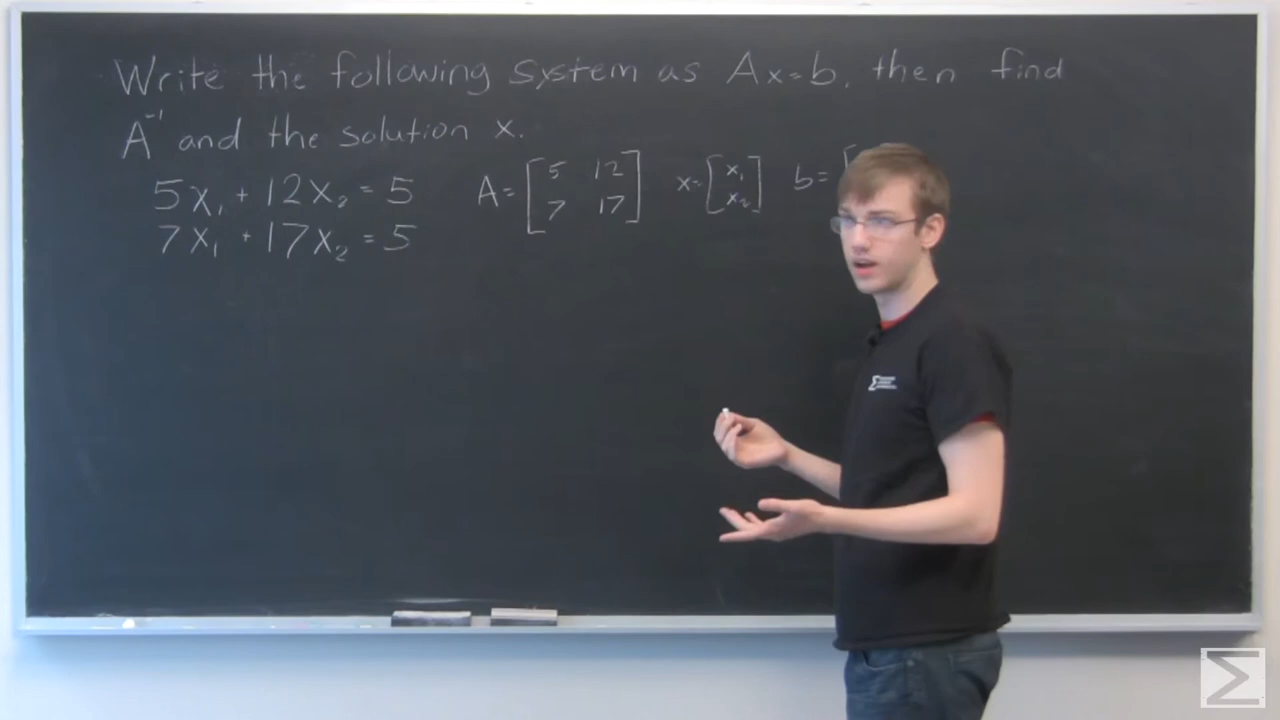 Write the following system as Ax=b, then find
A⁻¹ and the solution x.
5x₁ + 12x₂ = 5
7x₁ + 17x₂ = 5
A = [5 12
7 17]
x = [x₁
x₂]
b = [
Σ
Σ